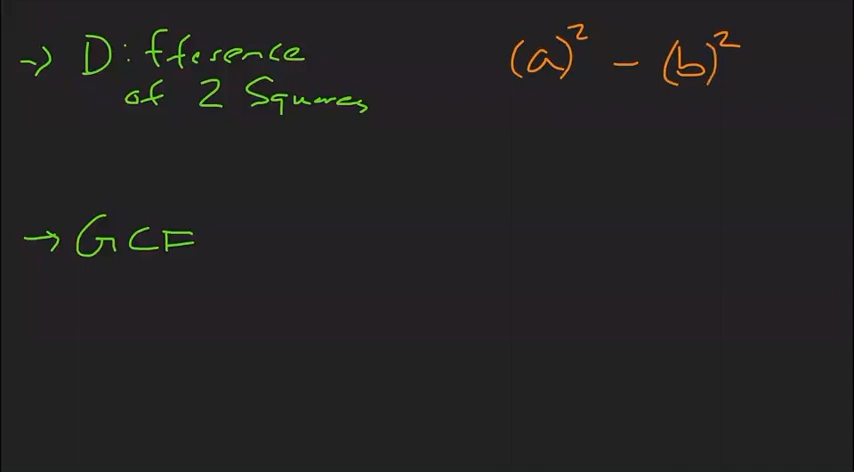 → Difference (a)² - (b)²
of 2 Squares
→ GCF